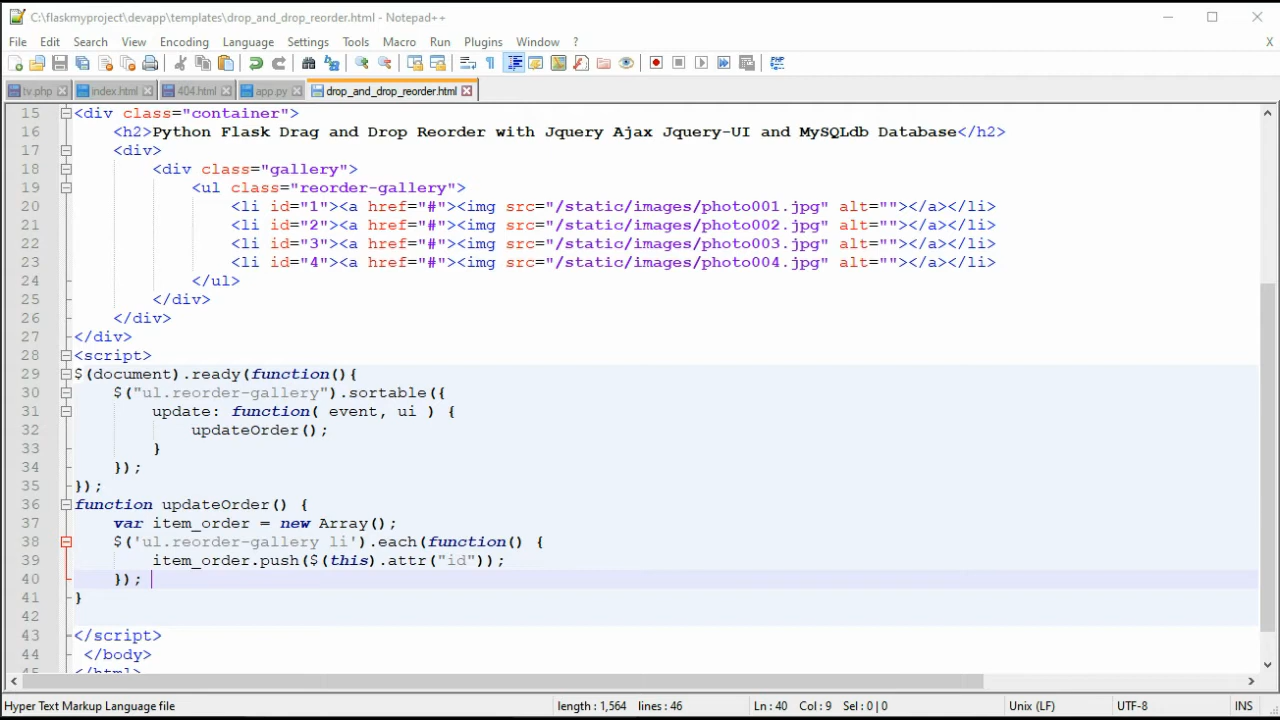 C:\flaskmyproject\devapp\templates\drop_and_drop_reorder.html - Notepad++
File Edit Search View Encoding Language Settings Tools Macro Run Plugins Window ? X
tv.php index.html 404.html app.py drop_and_drop_reorder.html
15 <div class="container">
16 <h2>Python Flask Drag and Drop Reorder with Jquery Ajax Jquery-UI and MySQLdb Database</h2>
17 <div>
18 <div class="gallery">
19 <ul class="reorder-gallery">
20 <li id="1"><a href="#"><img src="/static/images/photo001.jpg" alt=""></a></li>
21 <li id="2"><a href="#"><img src="/static/images/photo002.jpg" alt=""></a></li>
22 <li id="3"><a href="#"><img src="/static/images/photo003.jpg" alt=""></a></li>
23 <li id="4"><a href="#"><img src="/static/images/photo004.jpg" alt=""></a></li>
24 </ul>
25 </div>
26 </div>
27 </div>
28 <script>
29 $(document).ready(function(){
30 $("ul.reorder-gallery").sortable({
31 update: function( event, ui ) {
32 updateOrder();
33 }
34 });
35 });
36 function updateOrder() {
37 var item_order = new Array();
38 $('ul.reorder-gallery li').each(function() {
39 item_order.push($(this).attr("id"));
40 });
41 }
42
43 </script>
44 </body>
45 </html>
Hyper Text Markup Language file length : 1,564 lines : 46 Ln : 40 Col : 9 Sel : 0 | 0 Unix (LF) UTF-8 INS